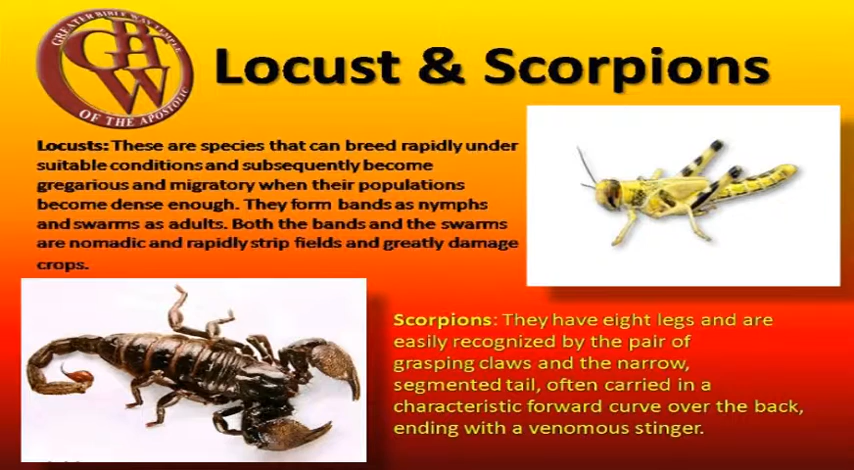 GREATER BIBLE WAY TEMPLE
GBW
OF THE APOSTOLIC
Locust & Scorpions
Locusts: These are species that can breed rapidly under
suitable conditions and subsequently become
gregarious and migratory when their populations
become dense enough. They form bands as nymphs
and swarms as adults. Both the bands and the swarms
are nomadic and rapidly strip fields and greatly damage
crops.
Scorpions: They have eight legs and are
easily recognized by the pair of
grasping claws and the narrow,
segmented tail, often carried in a
characteristic forward curve over the back,
ending with a venomous stinger.